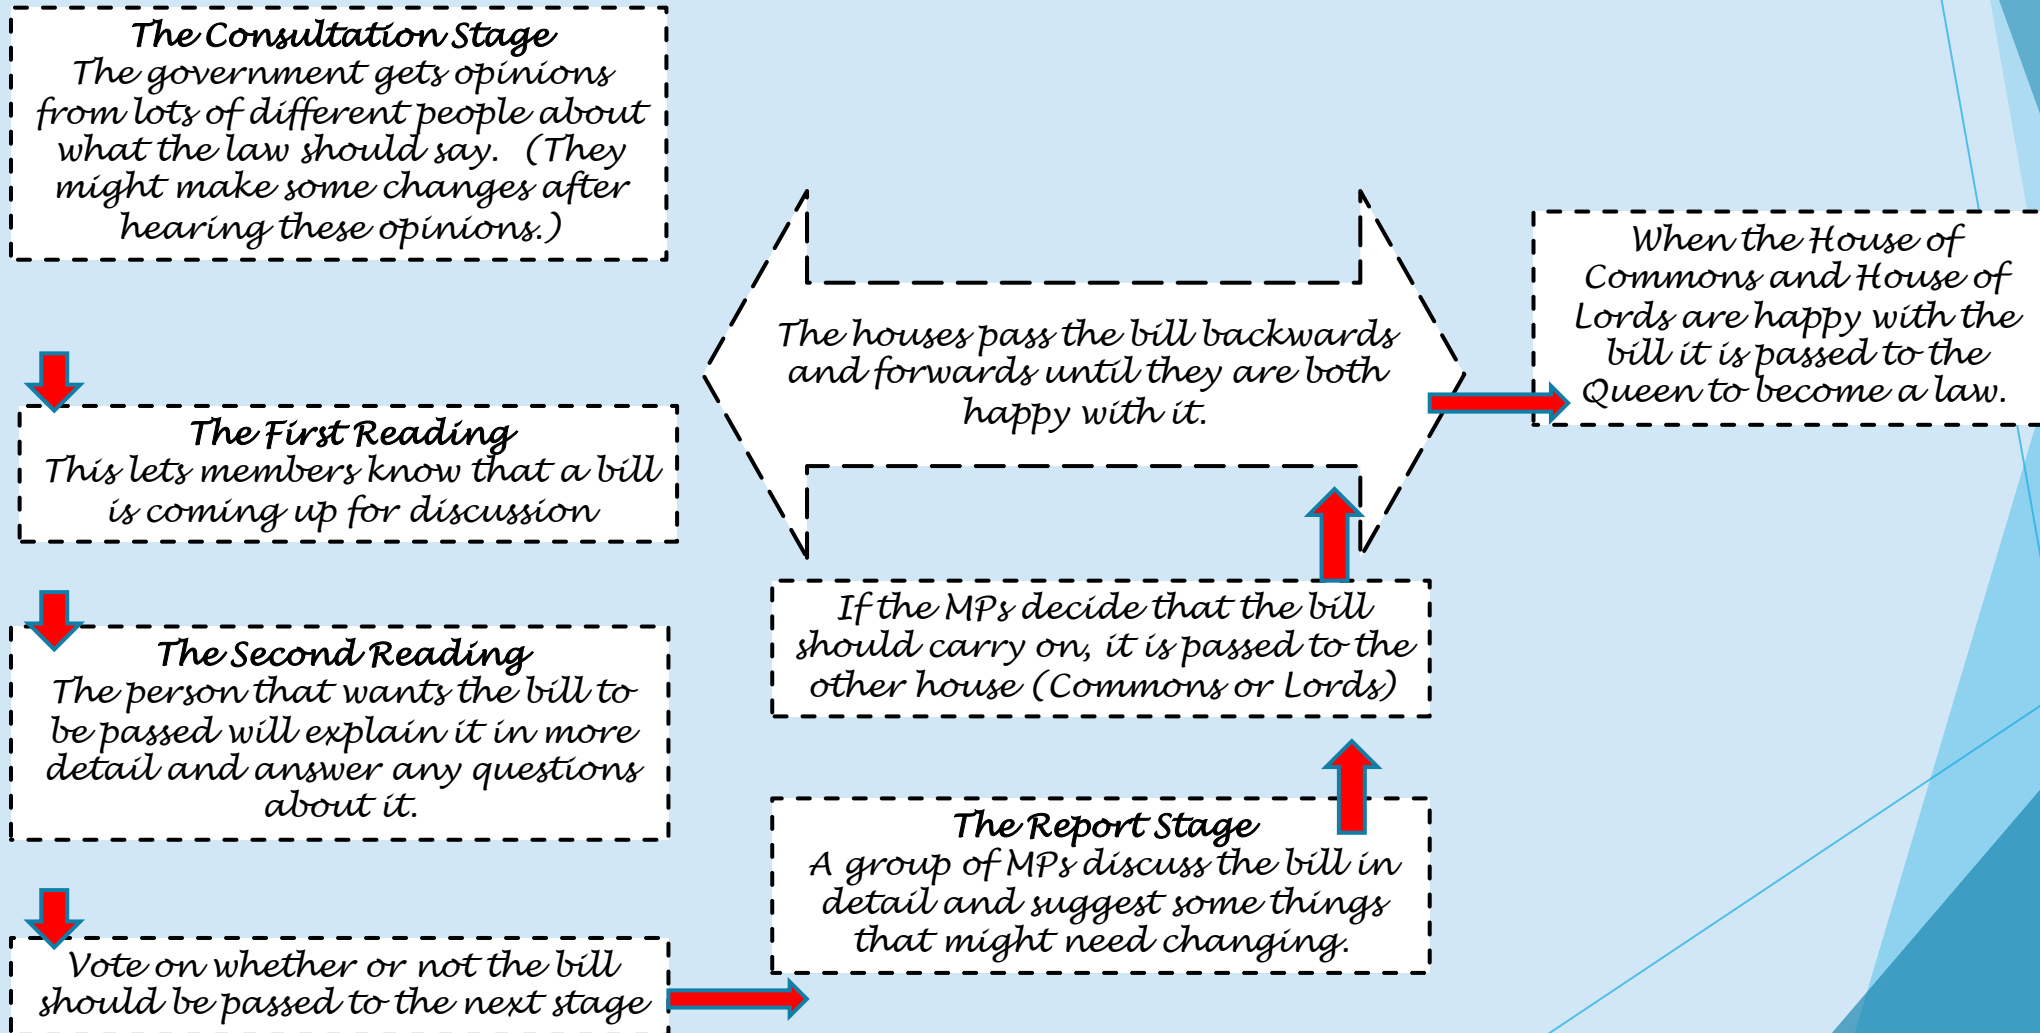 The Consultation Stage
The government gets opinions
from lots of different people about
what the law should say.  (They
might make some changes after
hearing these opinions.)
The First Reading
This lets members know that a bill
is coming up for discussion
The Second Reading
The person that wants the bill to
be passed will explain it in more
detail and answer any questions
about it.
Vote on whether or not the bill
should be passed to the next stage
The Report Stage
A group of MPs discuss the bill in
detail and suggest some things
that might need changing.
If the MPs decide that the bill
should carry on, it is passed to the
other house (Commons or Lords)
The houses pass the bill backwards
and forwards until they are both
happy with it.
When the House of
Commons and House of
Lords are happy with the
bill it is passed to the
Queen to become a law.